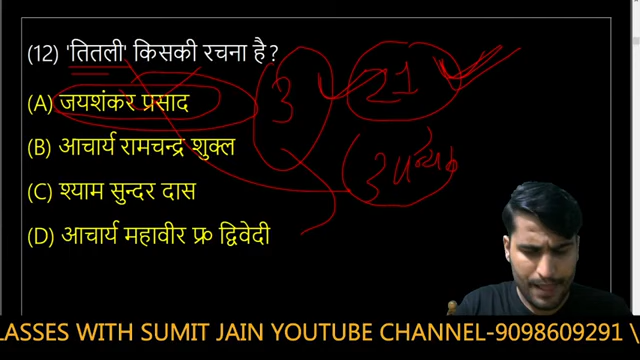 (12) 'तितली' किसकी रचना है?
(A) जयशंकर प्रसाद
(B) आचार्य रामचन्द्र शुक्ल
(C) श्याम सुन्दर दास
(D) आचार्य महावीर प्र० द्विवेदी
3
21
LASSES WITH SUMIT JAIN YOUTUBE CHANNEL-9098609291 \